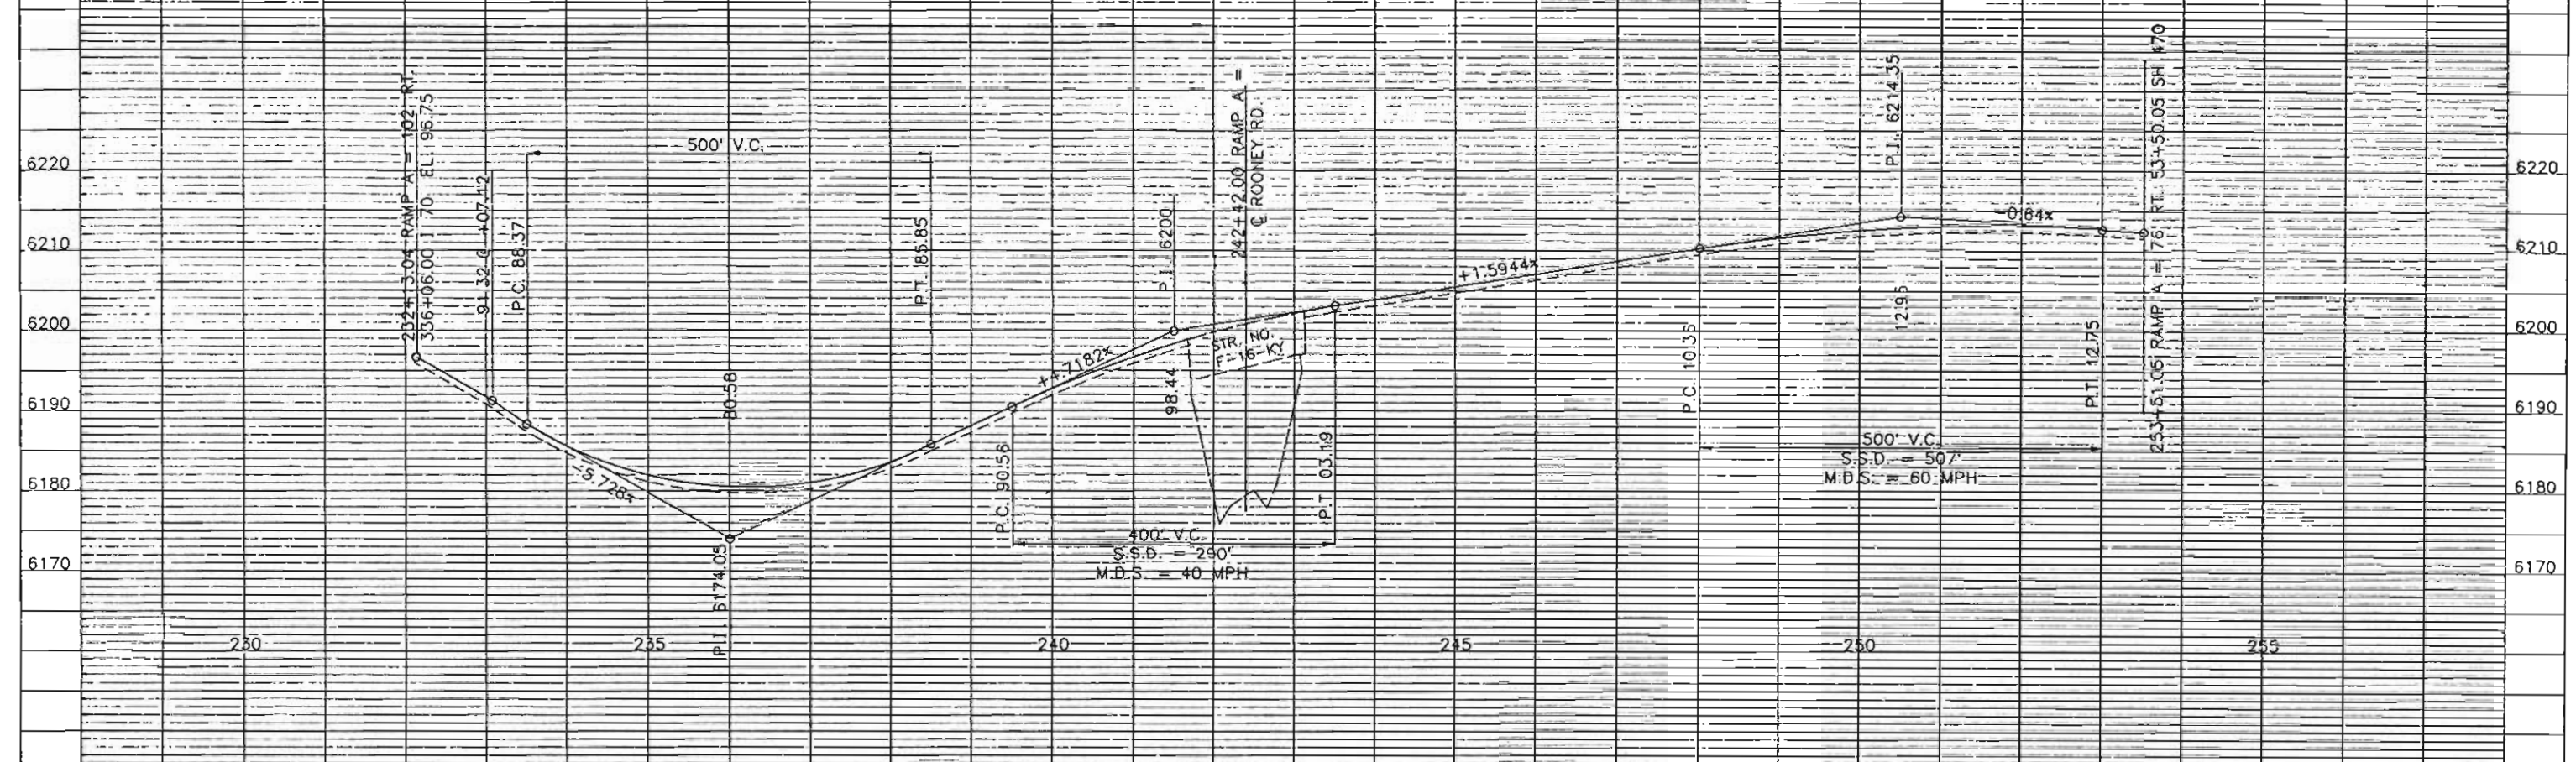 232+13.04 RAMP A = 102' RT.
336+06.00 I 70 EL. 96.75
91.32 @ +07.12
P.C. 88.37
500' V.C.
P.T. 85.85
80.58
P.I. 6174.05
-5.728%
+4.7182%
P.I. 6200
98.44
P.C. 90.56
242+42.00 RAMP A =
℄ ROONEY RD.
STR. NO.
F-16-KY
P.T. 03.19
400' V.C.
S.S.D. = 290'
M.D.S. = 40 MPH
+1.5944%
P.C. 10.36
P.I. 6214.35
12.95
-0.64%
P.T. 12.75
500' V.C.
S.S.D. = 507'
M.D.S. = 60 MPH
253+51.05 RAMP A = 76' RT. 53+50.05 SH 470
6220
6210
6200
6190
6180
6170
6220
6210
6200
6190
6180
6170
230
235
240
245
250
255